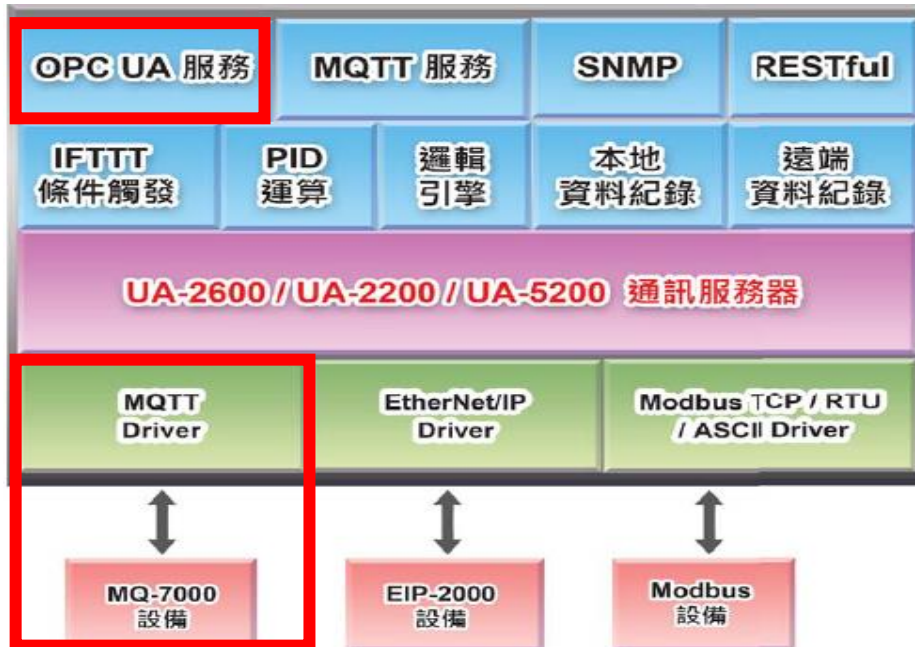 OPC UA 服務
MQTT 服務
SNMP
RESTful
IFTTT
條件觸發
PID
運算
邏輯
引擎
本地
資料紀錄
遠端
資料紀錄
UA-2600 / UA-2200 / UA-5200 通訊服務器
MQTT
Driver
EtherNet/IP
Driver
Modbus TCP / RTU
/ ASCII Driver
MQ-7000
設備
EIP-2000
設備
Modbus
設備